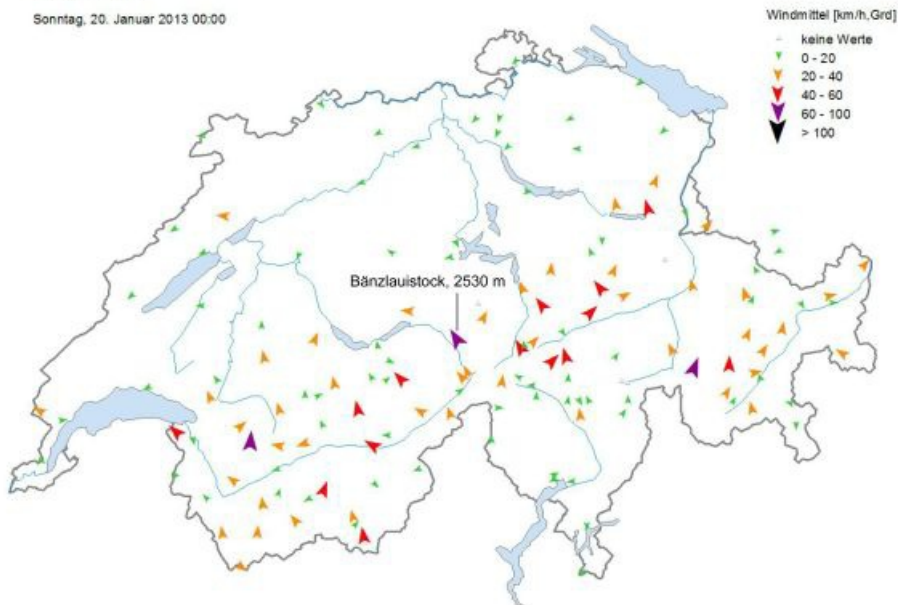 Sonntag, 20. Januar 2013 00:00
Windmittel [km/h,Grd]
keine Werte
0 - 20
20 - 40
40 - 60
60 - 100
> 100
Bänzlauistock, 2530 m